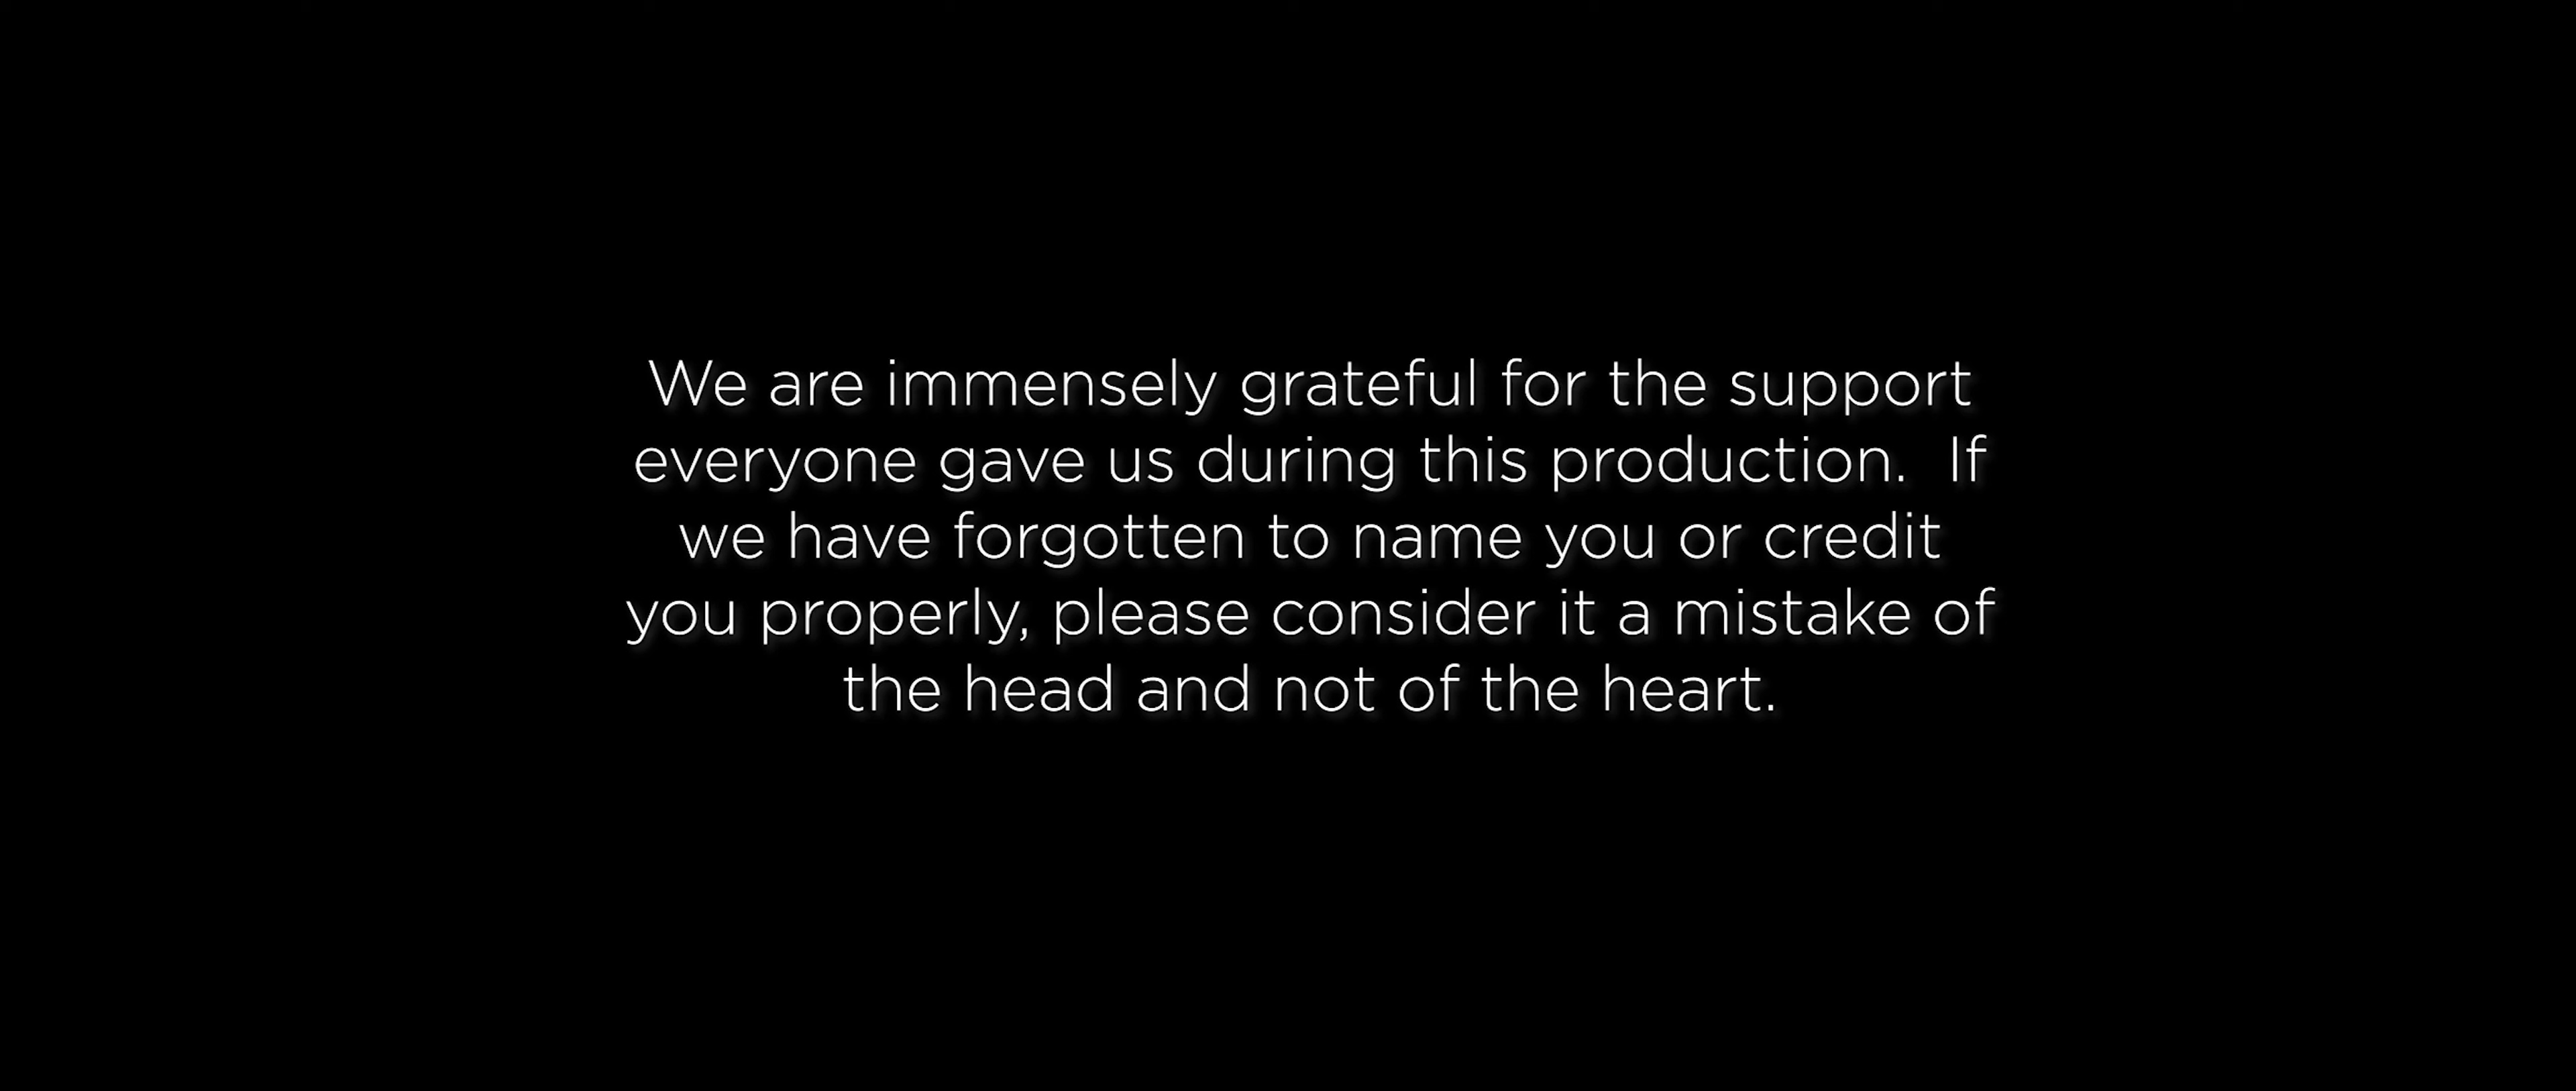 We are immensely grateful for the support
everyone gave us during this production.  If
we have forgotten to name you or credit
you properly, please consider it a mistake of
the head and not of the heart.